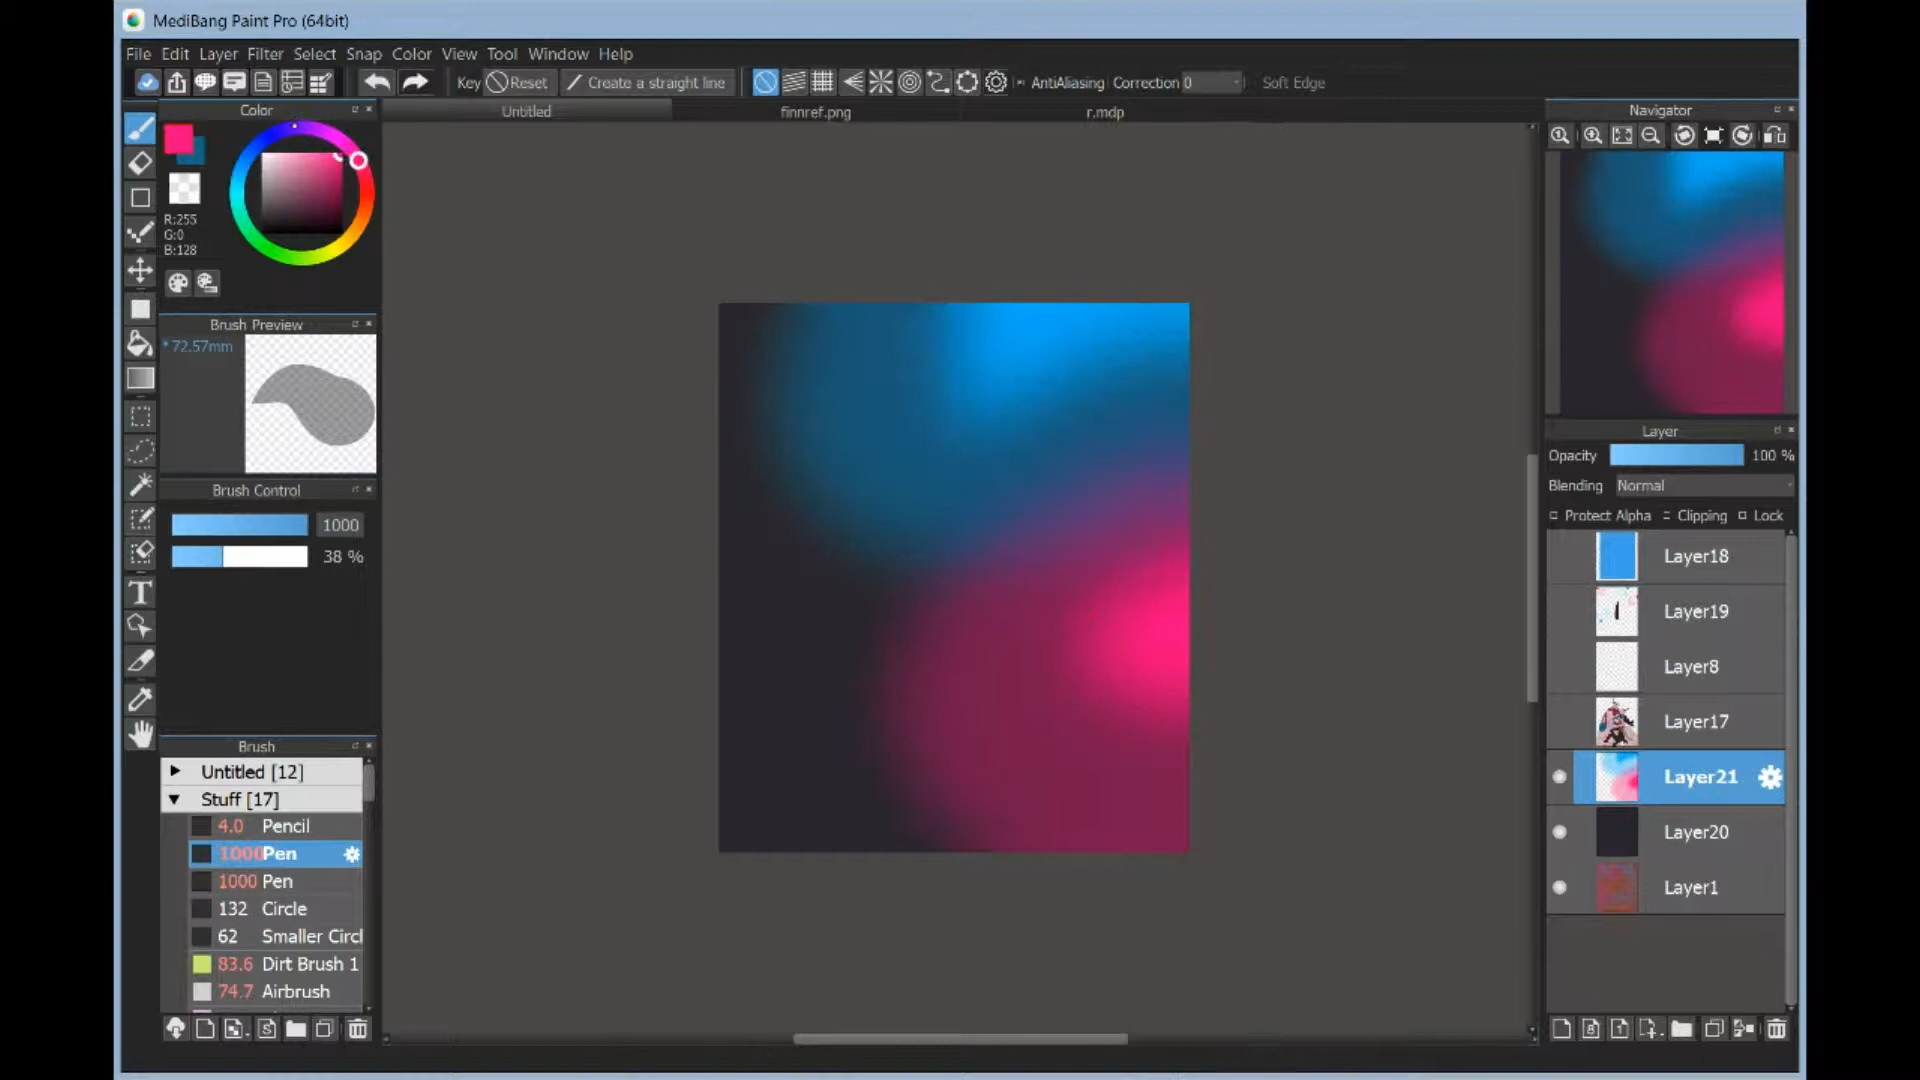 MediBang Paint Pro (64bit)
File Edit Layer Filter Select Snap Color View Tool Window Help
Key Reset Create a straight line AntiAliasing Correction 0 Soft Edge
Color
Untitled finnref.png r.mdp
Navigator
R:255
G:0
B:128
Brush Preview
* 72.57mm
Brush Control
1000
38 %
Brush
Untitled [12]
Stuff [17]
4.0 Pencil
1000 Pen
1000 Pen
132 Circle
62 Smaller Circl
83.6 Dirt Brush 1
74.7 Airbrush
Layer
Opacity 100 %
Blending Normal
Protect Alpha Clipping Lock
Layer18
Layer19
Layer8
Layer17
Layer21
Layer20
Layer1